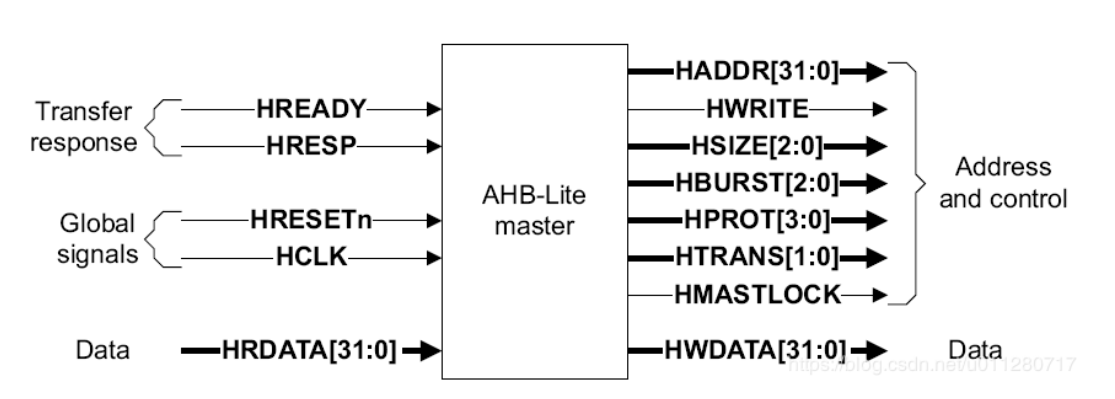 Transfer
response
HREADY
HRESP
Global
signals
HRESETn
HCLK
Data
HRDATA[31:0]
AHB-Lite
master
HADDR[31:0]
HWRITE
HSIZE[2:0]
HBURST[2:0]
HPROT[3:0]
HTRANS[1:0]
HMASTLOCK
Address
and control
HWDATA[31:0]
Data
https://blog.csdn.net/u011280717